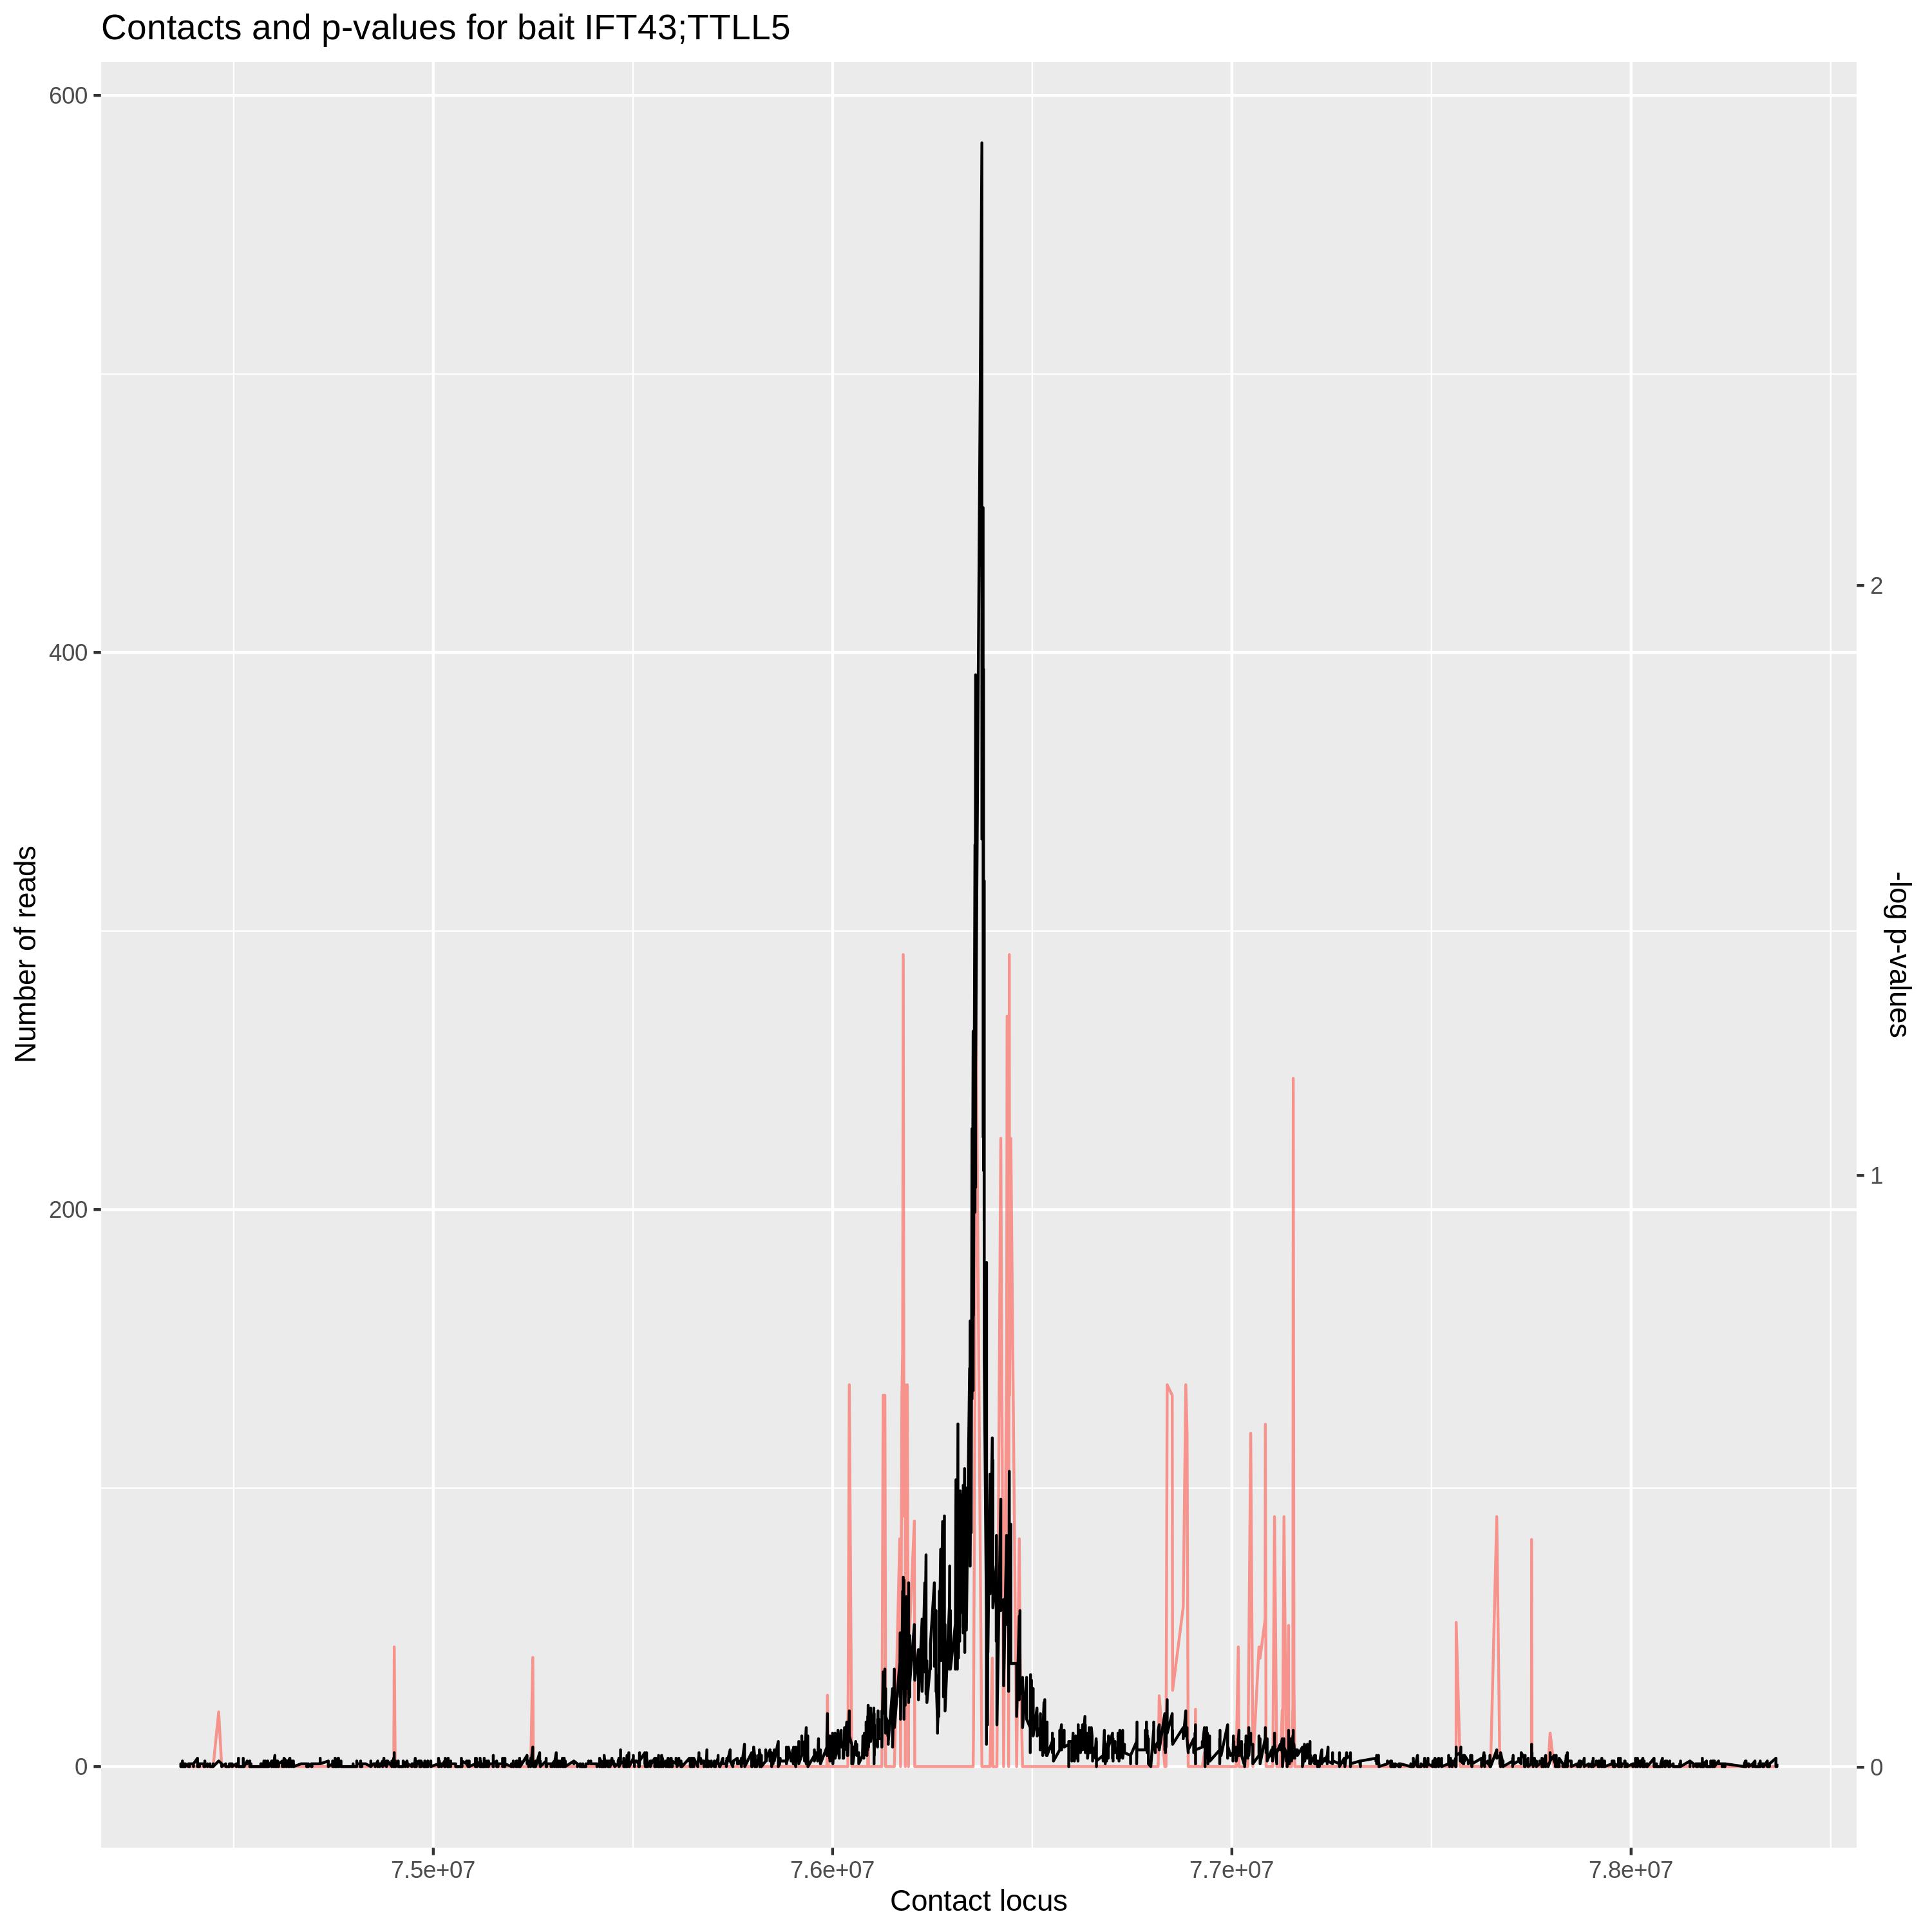 Contacts and p-values for bait IFT43;TTLL5
600
400
200
0
Number of reads
2
1
0
-log p-values
7.5e+07
7.6e+07
7.7e+07
7.8e+07
Contact locus